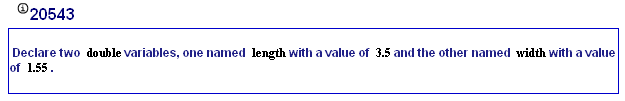 20543
Declare two double variables, one named length with a value of 3.5 and the other named width with a value
of 1.55 .